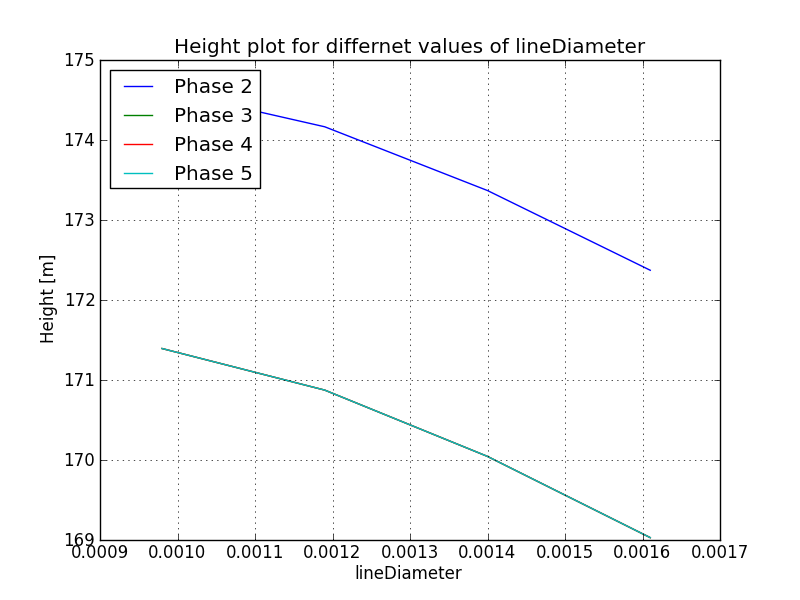 Height plot for differnet values of lineDiameter
175
174
173
172
171
170
169
Height [m]
Phase 2
Phase 3
Phase 4
Phase 5
0.0009 0.0010 0.0011 0.0012 0.0013 0.0014 0.0015 0.0016 0.0017
lineDiameter